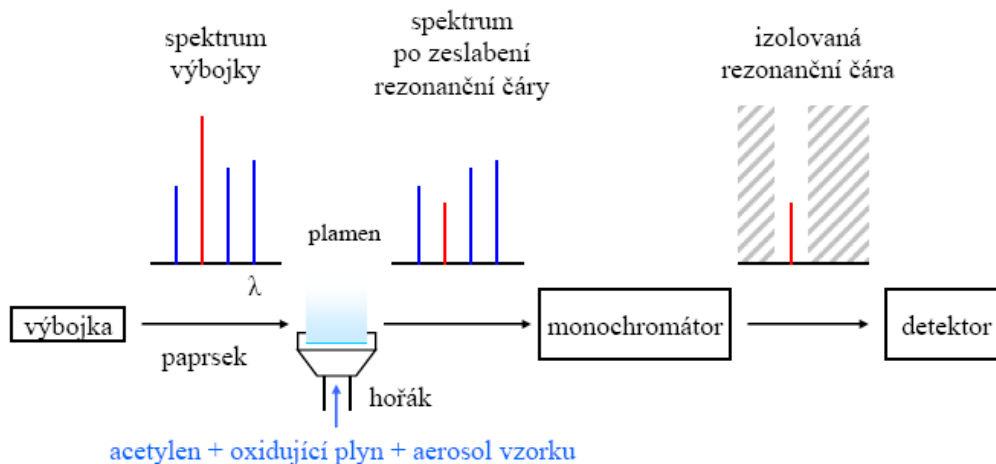 spektrum
výbojky
spektrum
po zeslabení
rezonanční čáry
izolovaná
rezonanční čára
plamen
λ
výbojka
paprsek
hořák
monochromátor
detektor
acetylen + oxidující plyn + aerosol vzorku